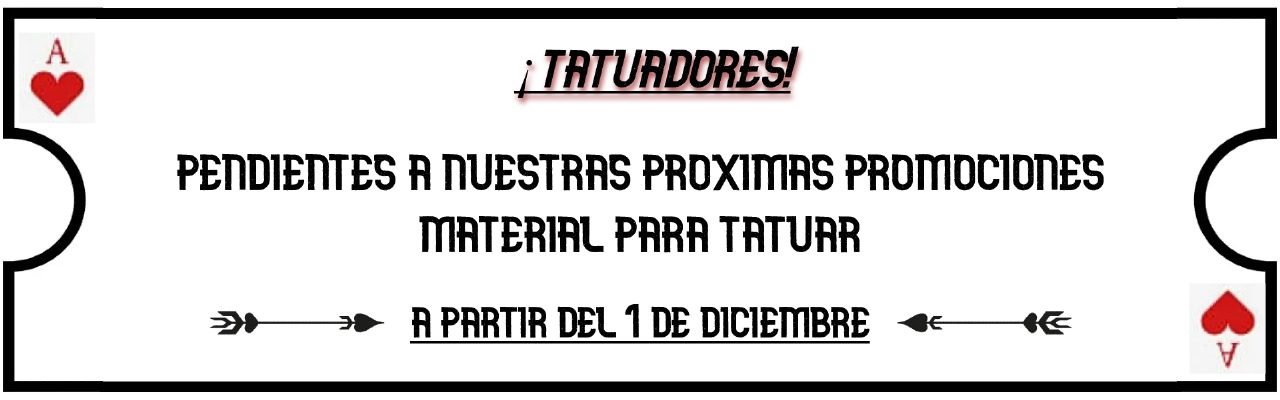 A
¡TATUADORES!
PENDIENTES A NUESTRAS PROXIMAS PROMOCIONES
MATERIAL PARA TATUAR
A PARTIR DEL 1 DE DICIEMBRE
A